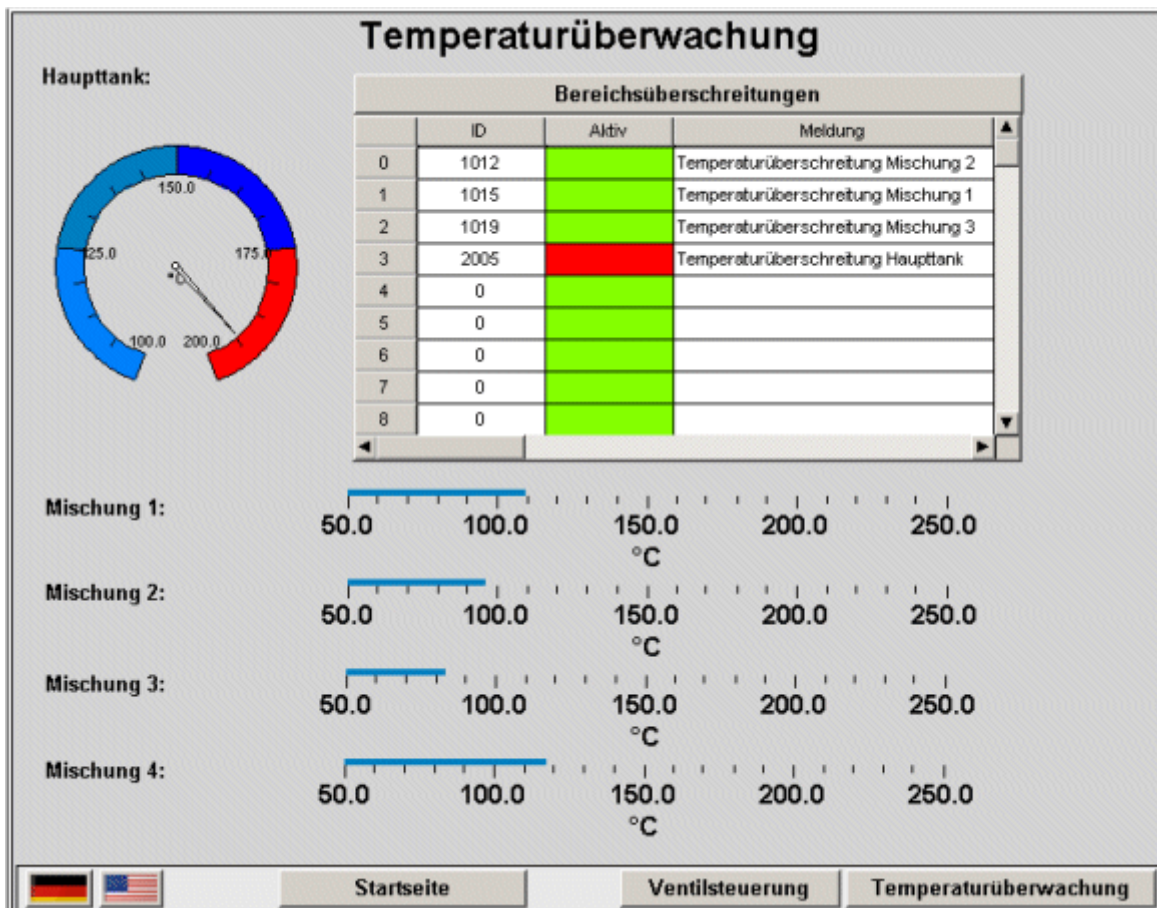 Temperaturüberwachung
Haupttank:
150.0
125.0 175.0
100.0 200.0
Bereichsüberschreitungen
ID Aktiv Meldung
0 1012 Temperaturüberschreitung Mischung 2
1 1015 Temperaturüberschreitung Mischung 1
2 1019 Temperaturüberschreitung Mischung 3
3 2005 Temperaturüberschreitung Haupttank
4 0
5 0
6 0
7 0
8 0
Mischung 1:
50.0 100.0 150.0 200.0 250.0
°C
Mischung 2:
50.0 100.0 150.0 200.0 250.0
°C
Mischung 3:
50.0 100.0 150.0 200.0 250.0
°C
Mischung 4:
50.0 100.0 150.0 200.0 250.0
°C
Startseite Ventilsteuerung Temperaturüberwachung